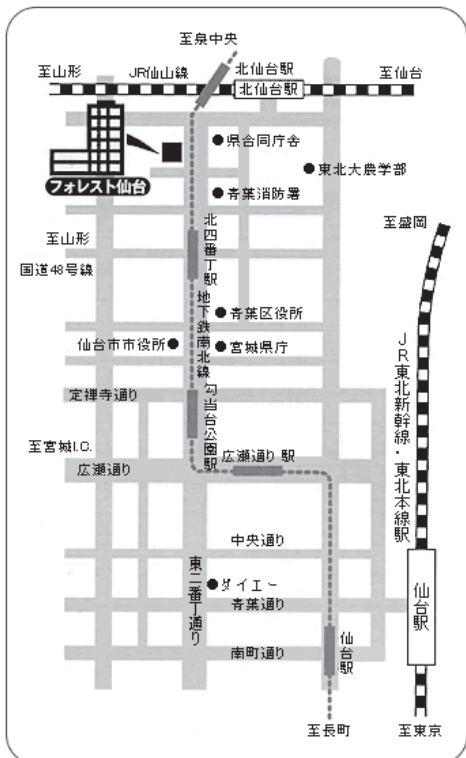 至泉中央
至山形
JR仙山線
北仙台駅
北仙台駅
至仙台
県合同庁舎
東北大農学部
フォレスト仙台
青葉消防署
至盛岡
至山形
北四番丁駅
国道48号線
地下鉄南北線
青葉区役所
仙台市市役所
宮城県庁
JR東北新幹線・東北本線駅
定禅寺通り
勾当台公園駅
至宮城I.C.
広瀬通り
広瀬通り 駅
中央通り
東二番丁通り
ダイエー
青葉通り
仙台駅
仙台駅
南町通り
至長町
至東京